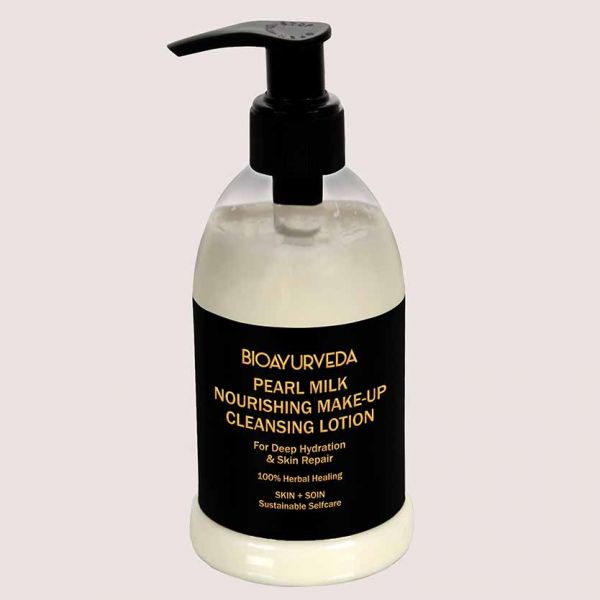 BIOAYURVEDA
PEARL MILK
NOURISHING MAKE-UP
CLEANSING LOTION
For Deep Hydration
& Skin Repair
100% Herbal Healing
SKIN + SOIN
Sustainable Selfcare